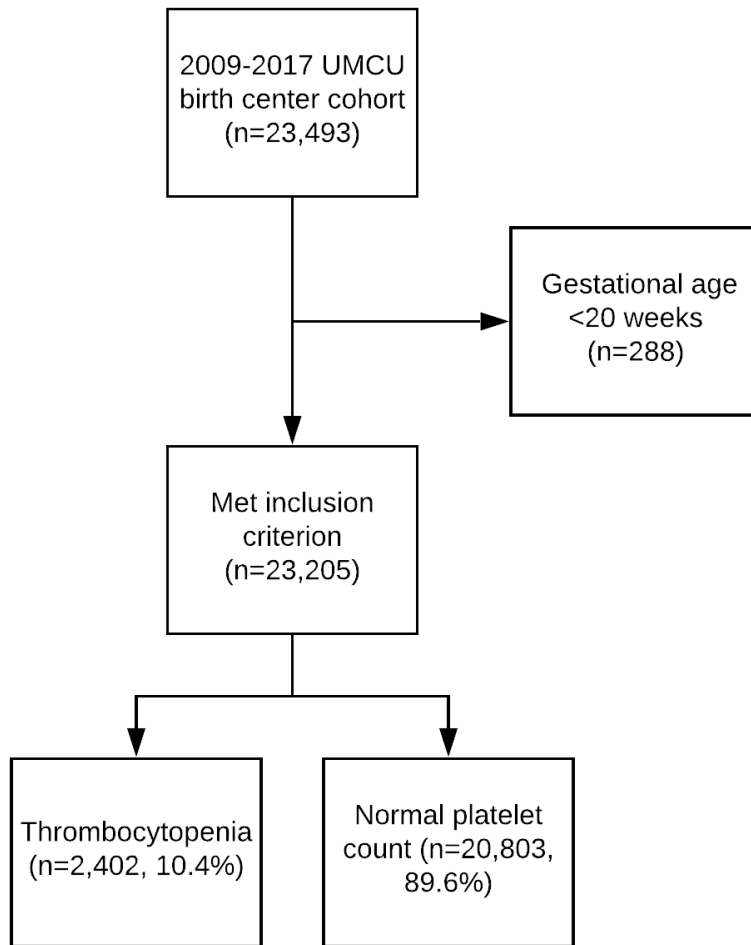 2009-2017 UMCU
birth center cohort
(n=23,493)
Gestational age
<20 weeks
(n=288)
Met inclusion
criterion
(n=23,205)
Thrombocytopenia
(n=2,402, 10.4%)
Normal platelet
count (n=20,803,
89.6%)